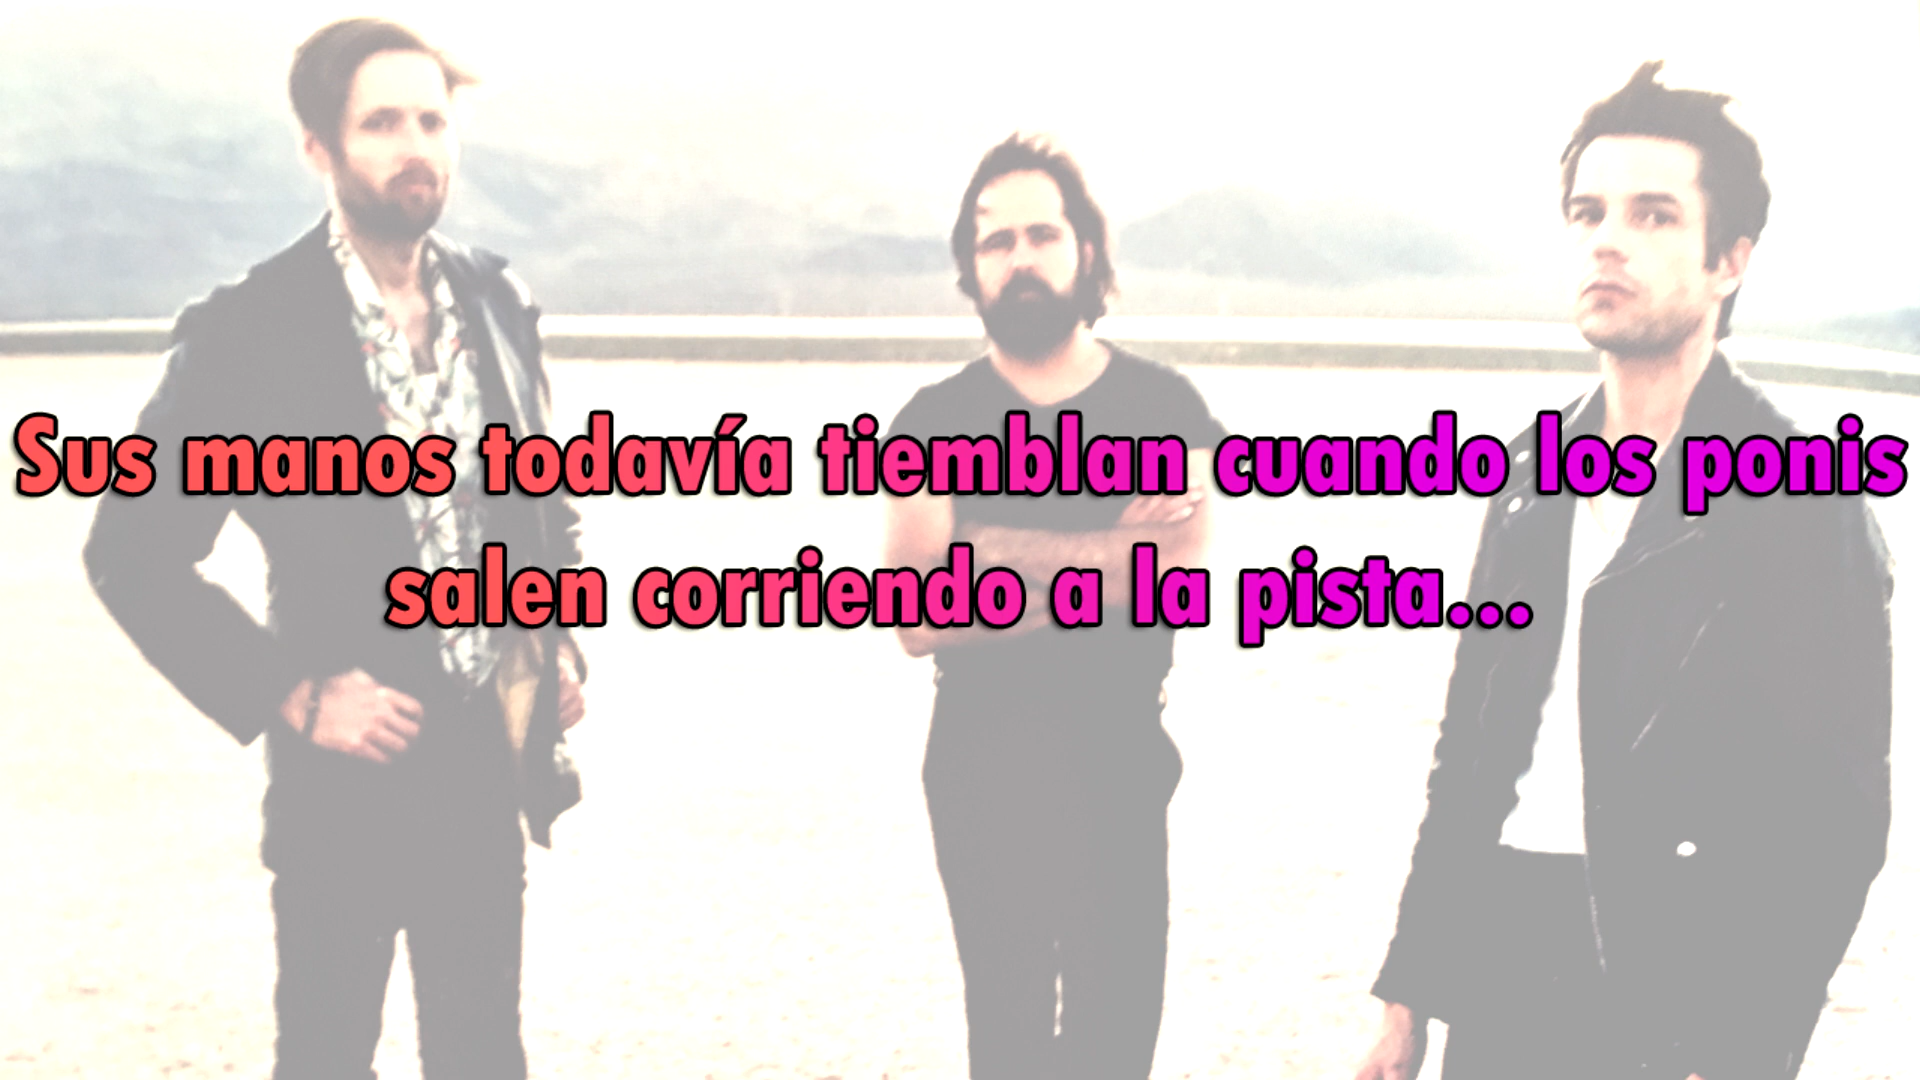 Sus manos todavía tiemblan cuando los ponis
salen corriendo a la pista...